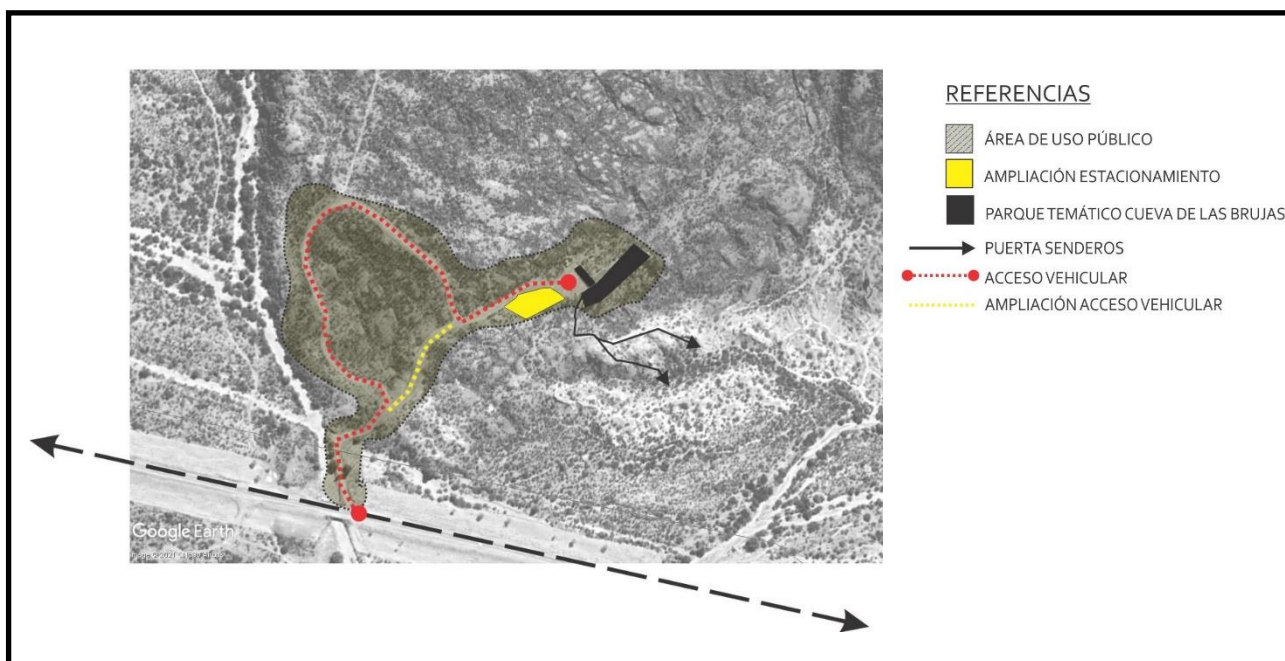 REFERENCIAS
ÁREA DE USO PÚBLICO
AMPLIACIÓN ESTACIONAMIENTO
PARQUE TEMÁTICO CUEVA DE LAS BRUJAS
PUERTA SENDEROS
ACCESO VEHICULAR
AMPLIACIÓN ACCESO VEHICULAR
Google Earth
© 2021